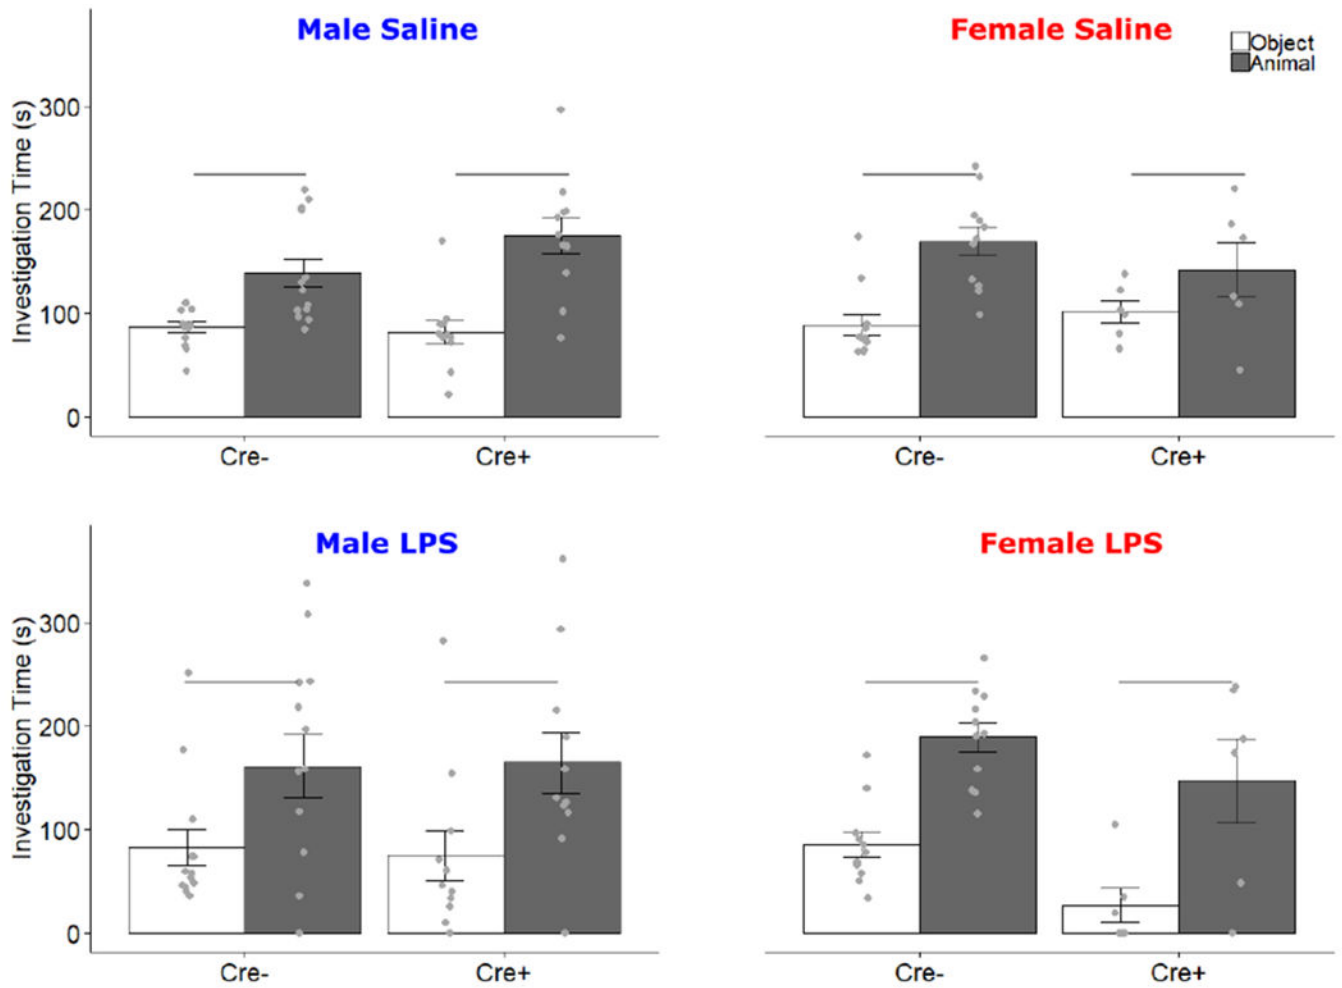 Male Saline
Female Saline
Object
Animal
Investigation Time (s)
300
200
100
0
Cre-
Cre+
Cre-
Cre+
Male LPS
Female LPS
Investigation Time (s)
300
200
100
0
Cre-
Cre+
Cre-
Cre+